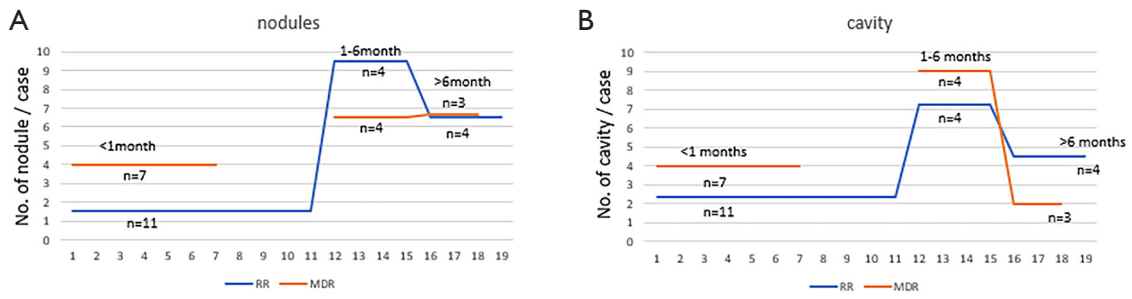 A
nodules
No. of nodule / case
10
9
8
7
6
5
4
3
2
1
0
<1month
n=7
n=11
1-6month
n=4
n=4
>6month
n=3
n=4
1 2 3 4 5 6 7 8 9 10 11 12 13 14 15 16 17 18 19
RR MDR
B
cavity
No. of cavity / case
10
9
8
7
6
5
4
3
2
1
0
<1 months
n=7
n=11
1-6 months
n=4
n=4
>6 months
n=4
n=3
1 2 3 4 5 6 7 8 9 10 11 12 13 14 15 16 17 18 19
RR MDR